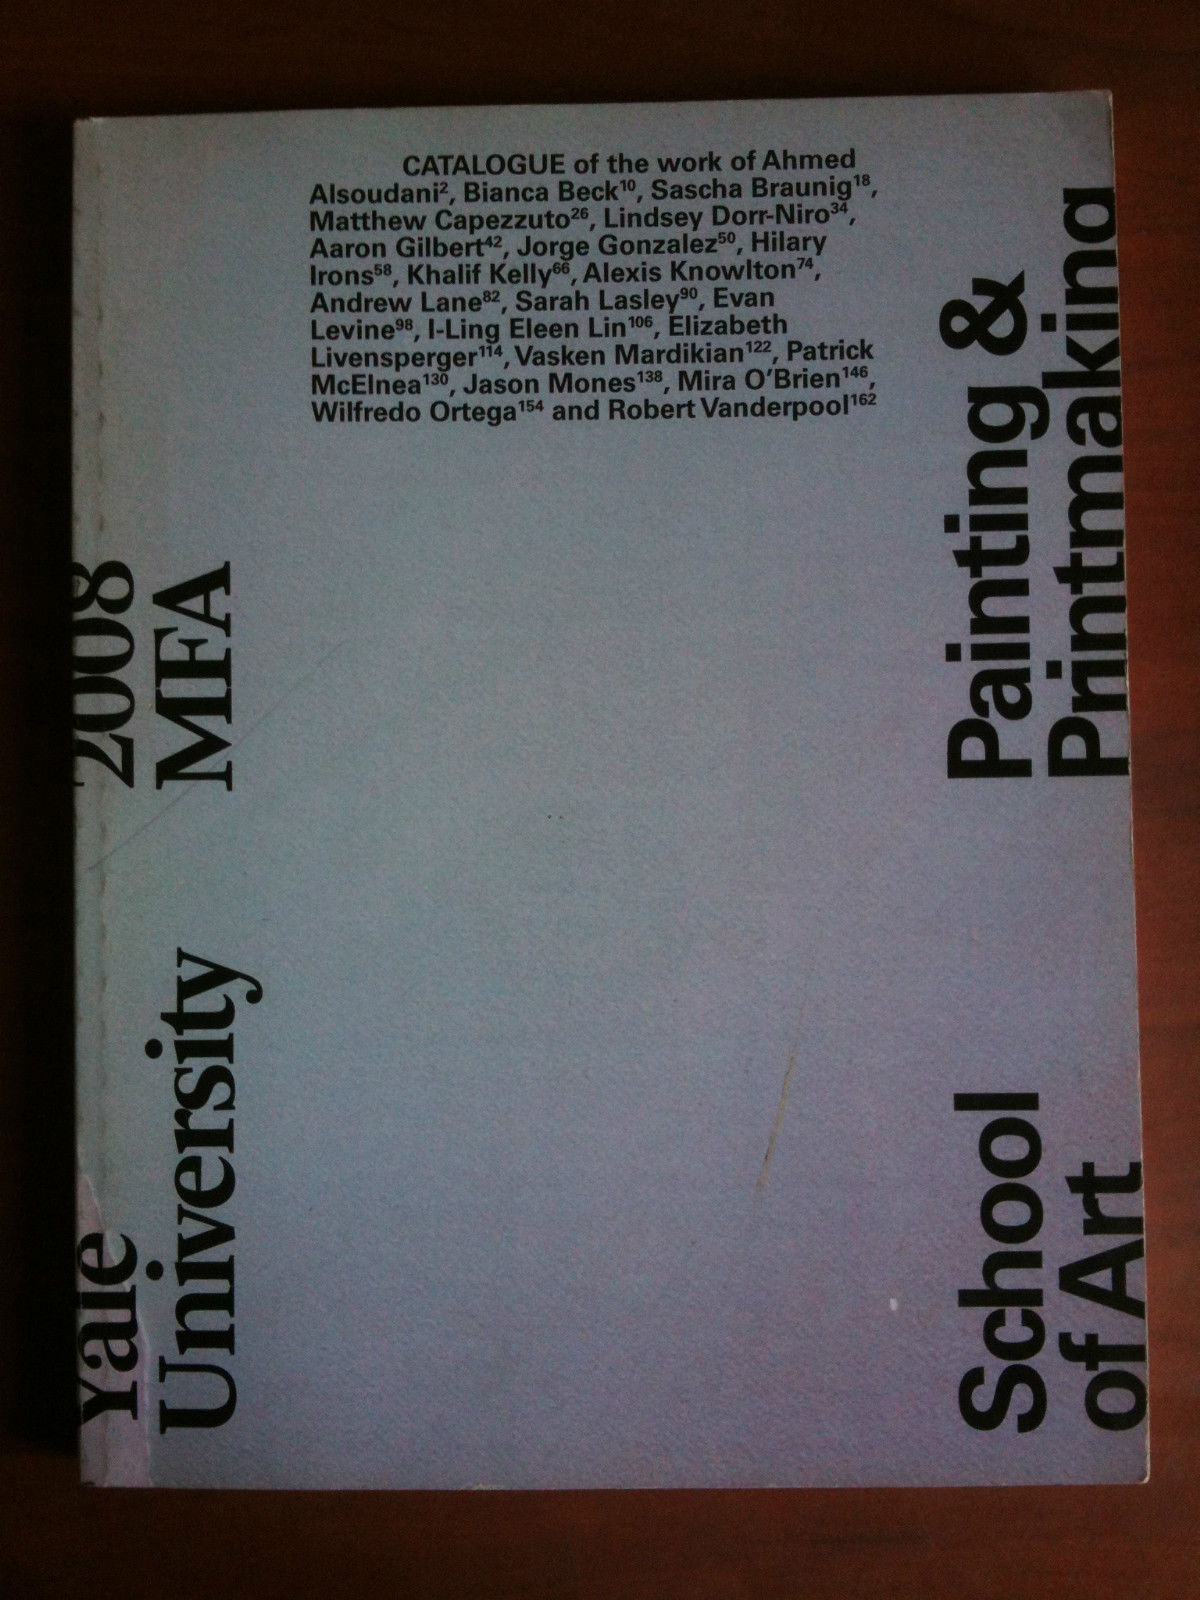 CATALOGUE of the work of Ahmed
Alsoudani², Bianca Beck¹⁰, Sascha Braunig¹⁸,
Matthew Capezzuto²⁶, Lindsey Dorr-Niro³⁴,
Aaron Gilbert⁴², Jorge Gonzalez⁵⁰, Hilary
Irons⁵⁸, Khalif Kelly⁶⁶, Alexis Knowlton⁷⁴,
Andrew Lane⁸², Sarah Lasley⁹⁰, Evan
Levine⁹⁸, I-Ling Eleen Lin¹⁰⁶, Elizabeth
Livensperger¹¹⁴, Vasken Mardikian¹²², Patrick
McElnea¹³⁰, Jason Mones¹³⁸, Mira O'Brien¹⁴⁶,
Wilfredo Ortega¹⁵⁴ and Robert Vanderpool¹⁶²
Yale
University
2008
MFA
School
of Art
Painting &
Printmaking